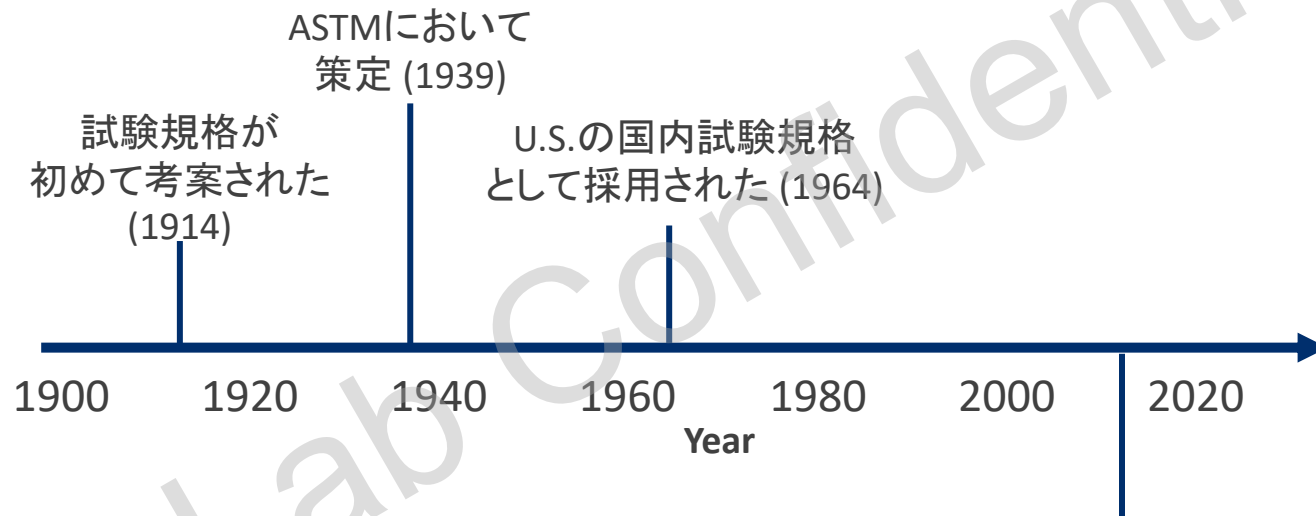 ASTMにおいて
策定 (1939)
試験規格が
初めて考案された
(1914)
U.S.の国内試験規格
として採用された (1964)
1900 1920 1940 1960 1980 2000 2020
Year
Lab Confidenti